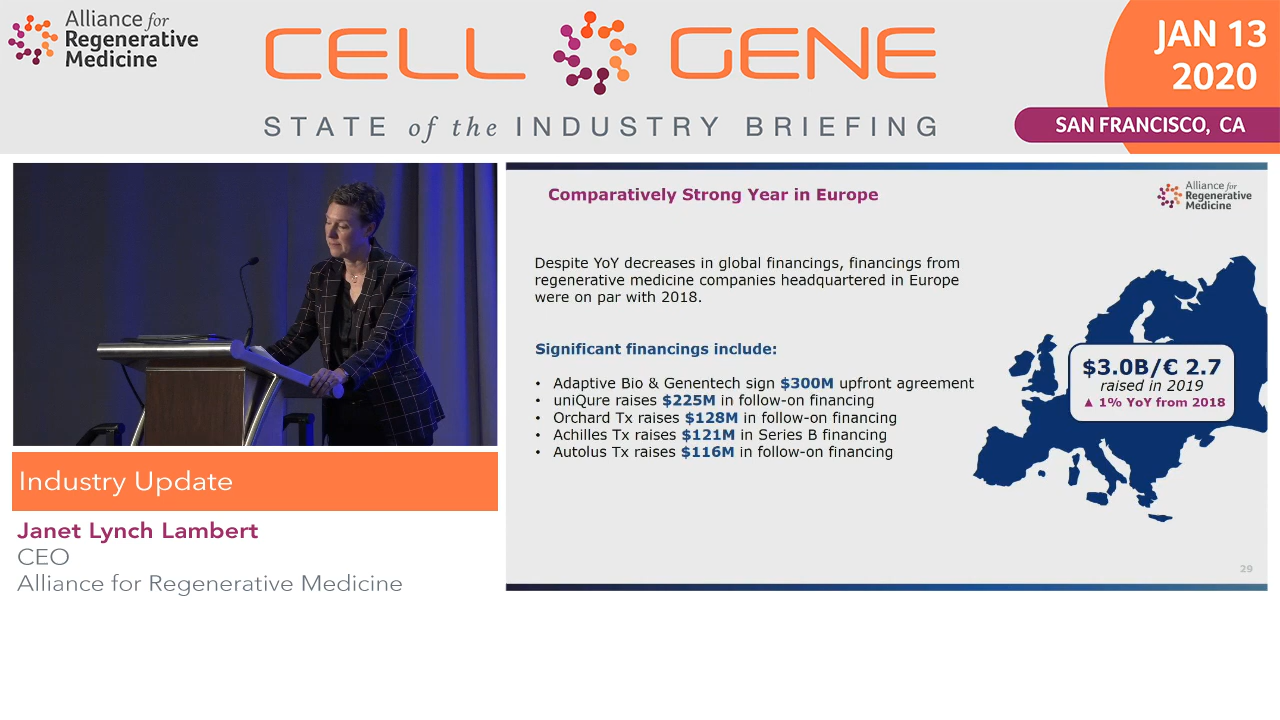 Alliance for
Regenerative
Medicine
CELL GENE
STATE of the INDUSTRY BRIEFING
JAN 13
2020
SAN FRANCISCO, CA
Industry Update
Janet Lynch Lambert
CEO
Alliance for Regenerative Medicine
Comparatively Strong Year in Europe
Alliance for
Regenerative
Medicine
Despite YoY decreases in global financings, financings from
regenerative medicine companies headquartered in Europe
were on par with 2018.
Significant financings include:
• Adaptive Bio & Genentech sign $300M upfront agreement
• uniQure raises $225M in follow-on financing
• Orchard Tx raises $128M in follow-on financing
• Achilles Tx raises $121M in Series B financing
• Autolus Tx raises $116M in follow-on financing
$3.0B/€ 2.7
raised in 2019
▲ 1% YoY from 2018
29